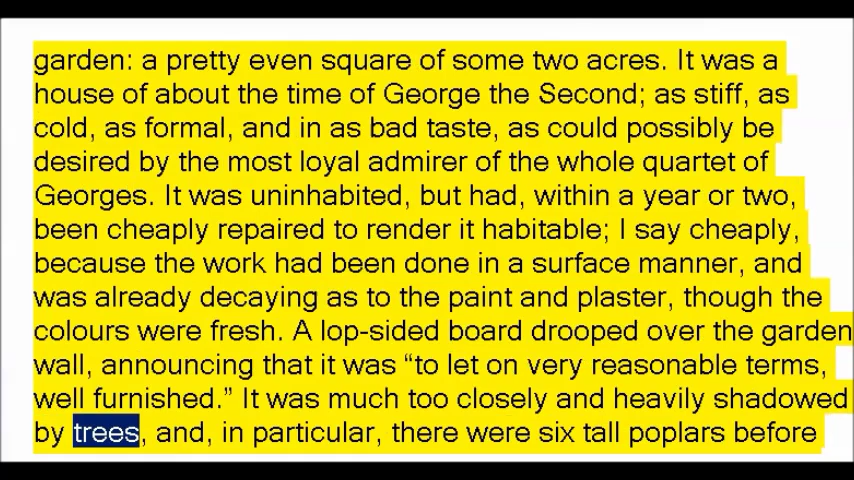 garden: a pretty even square of some two acres. It was a
house of about the time of George the Second; as stiff, as
cold, as formal, and in as bad taste, as could possibly be
desired by the most loyal admirer of the whole quartet of
Georges. It was uninhabited, but had, within a year or two,
been cheaply repaired to render it habitable; I say cheaply,
because the work had been done in a surface manner, and
was already decaying as to the paint and plaster, though the
colours were fresh. A lop-sided board drooped over the garden
wall, announcing that it was “to let on very reasonable terms,
well furnished.” It was much too closely and heavily shadowed
by trees, and, in particular, there were six tall poplars before